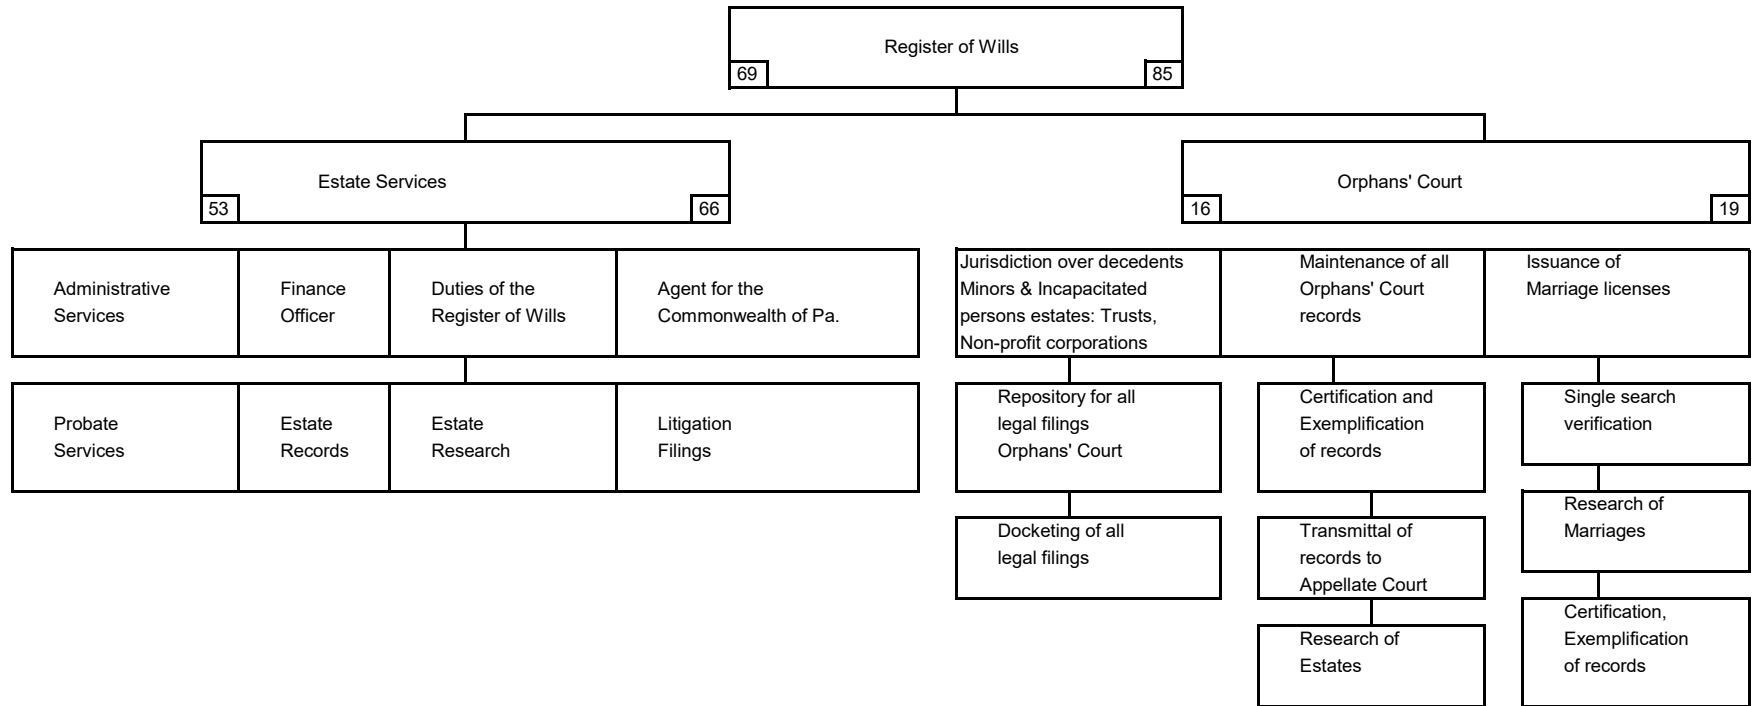 Register of Wills
69
85
Estate Services
53
66
Orphans' Court
16
19
Administrative
Services
Finance
Officer
Duties of the
Register of Wills
Agent for the
Commonwealth of Pa.
Jurisdiction over decedents
Minors & Incapacitated
persons estates: Trusts,
Non-profit corporations
Maintenance of all
Orphans' Court
records
Issuance of
Marriage licenses
Probate
Services
Estate
Records
Estate
Research
Litigation
Filings
Repository for all
legal filings
Orphans' Court
Certification and
Exemplification
of records
Single search
verification
Docketing of all
legal filings
Transmittal of
records to
Appellate Court
Research of
Marriages
Research of
Estates
Certification,
Exemplification
of records